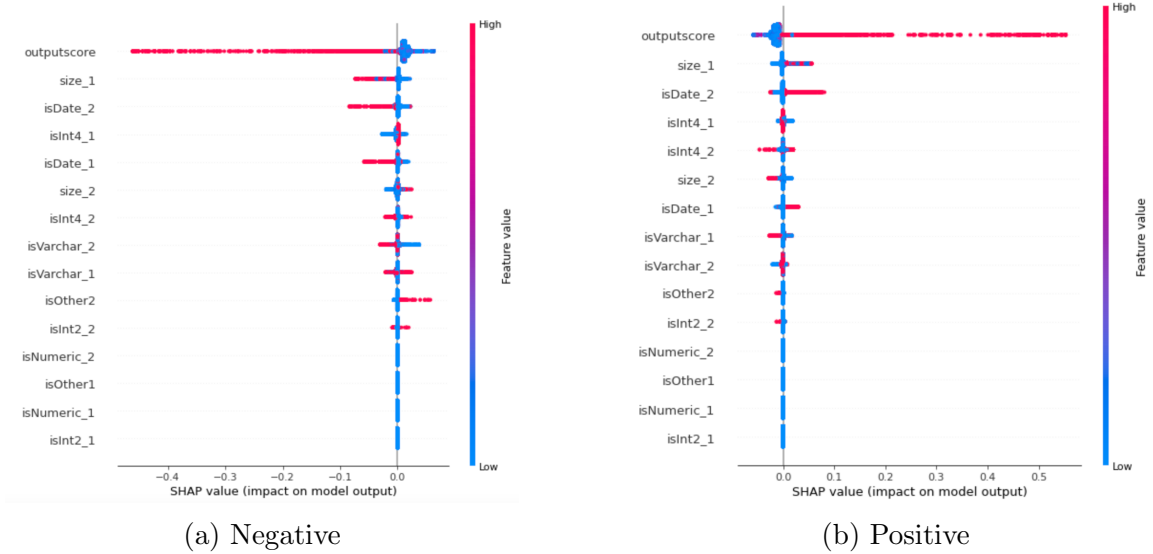 High
outputscore
size_1
isDate_2
isInt4_1
isDate_1
size_2
isInt4_2
isVarchar_2
isVarchar_1
isOther2
isInt2_2
isNumeric_2
isOther1
isNumeric_1
isInt2_1
Feature value
Low
−0.4 −0.3 −0.2 −0.1 0.0
SHAP value (impact on model output)
(a) Negative
High
outputscore
size_1
isDate_2
isInt4_1
isInt4_2
size_2
isDate_1
isVarchar_1
isVarchar_2
isOther2
isInt2_2
isNumeric_2
isOther1
isNumeric_1
isInt2_1
Feature value
Low
0.0 0.1 0.2 0.3 0.4 0.5
SHAP value (impact on model output)
(b) Positive